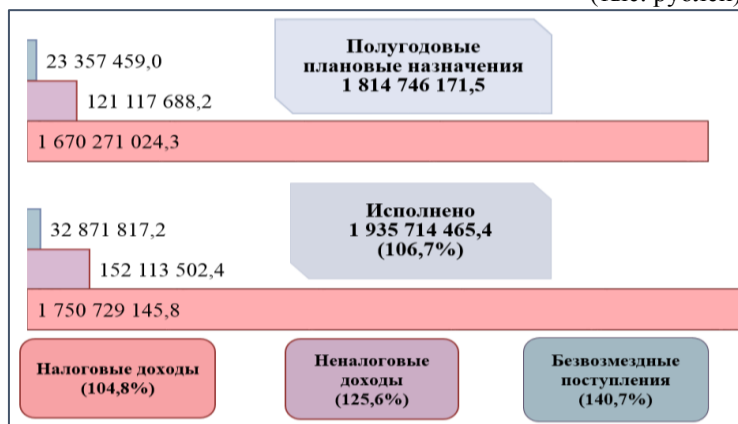 (тыс. рублей)
Полугодовые
плановые назначения
1 814 746 171,5
23 357 459,0
121 117 688,2
1 670 271 024,3
Исполнено
1 935 714 465,4
(106,7%)
32 871 817,2
152 113 502,4
1 750 729 145,8
Налоговые доходы
(104,8%)
Неналоговые
доходы
(125,6%)
Безвозмездные
поступления
(140,7%)